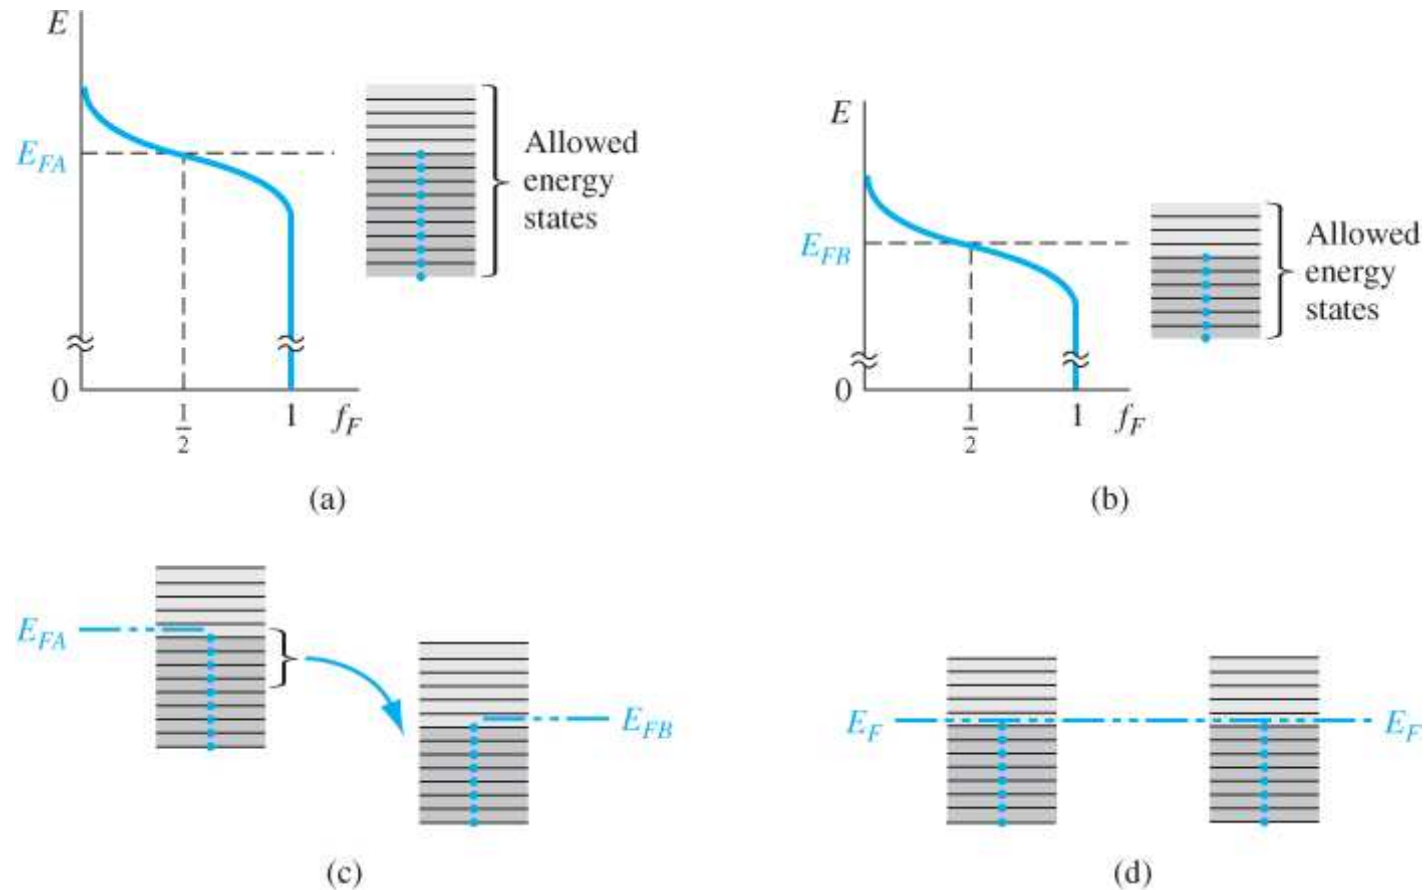 E
E_FA
Allowed
energy
states
0
1/2
1
f_F
(a)
E
E_FB
Allowed
energy
states
0
1/2
1
f_F
(b)
E_FA
E_FB
(c)
E_F
E_F
(d)